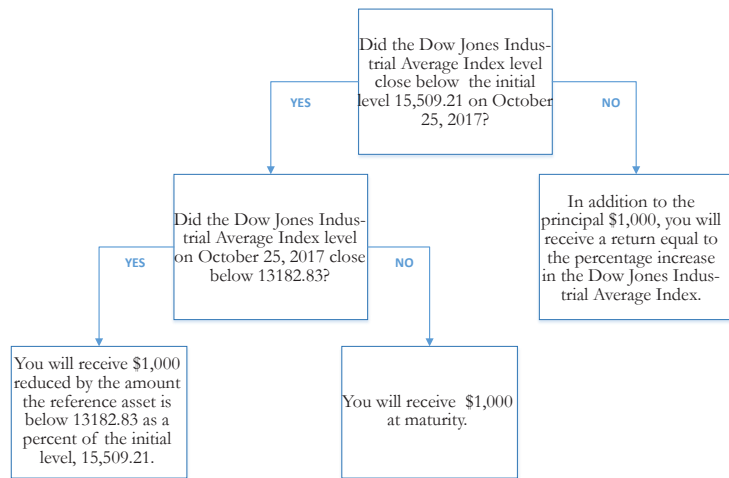 Did the Dow Jones Indus-
trial Average Index level
close below the initial
level 15,509.21 on October
25, 2017?
YES
NO
Did the Dow Jones Indus-
trial Average Index level
on October 25, 2017 close
below 13182.83?
In addition to the
principal $1,000, you will
receive a return equal to
the percentage increase
in the Dow Jones Indus-
trial Average Index.
YES
NO
You will receive $1,000
reduced by the amount
the reference asset is
below 13182.83 as a
percent of the initial
level, 15,509.21.
You will receive $1,000
at maturity.